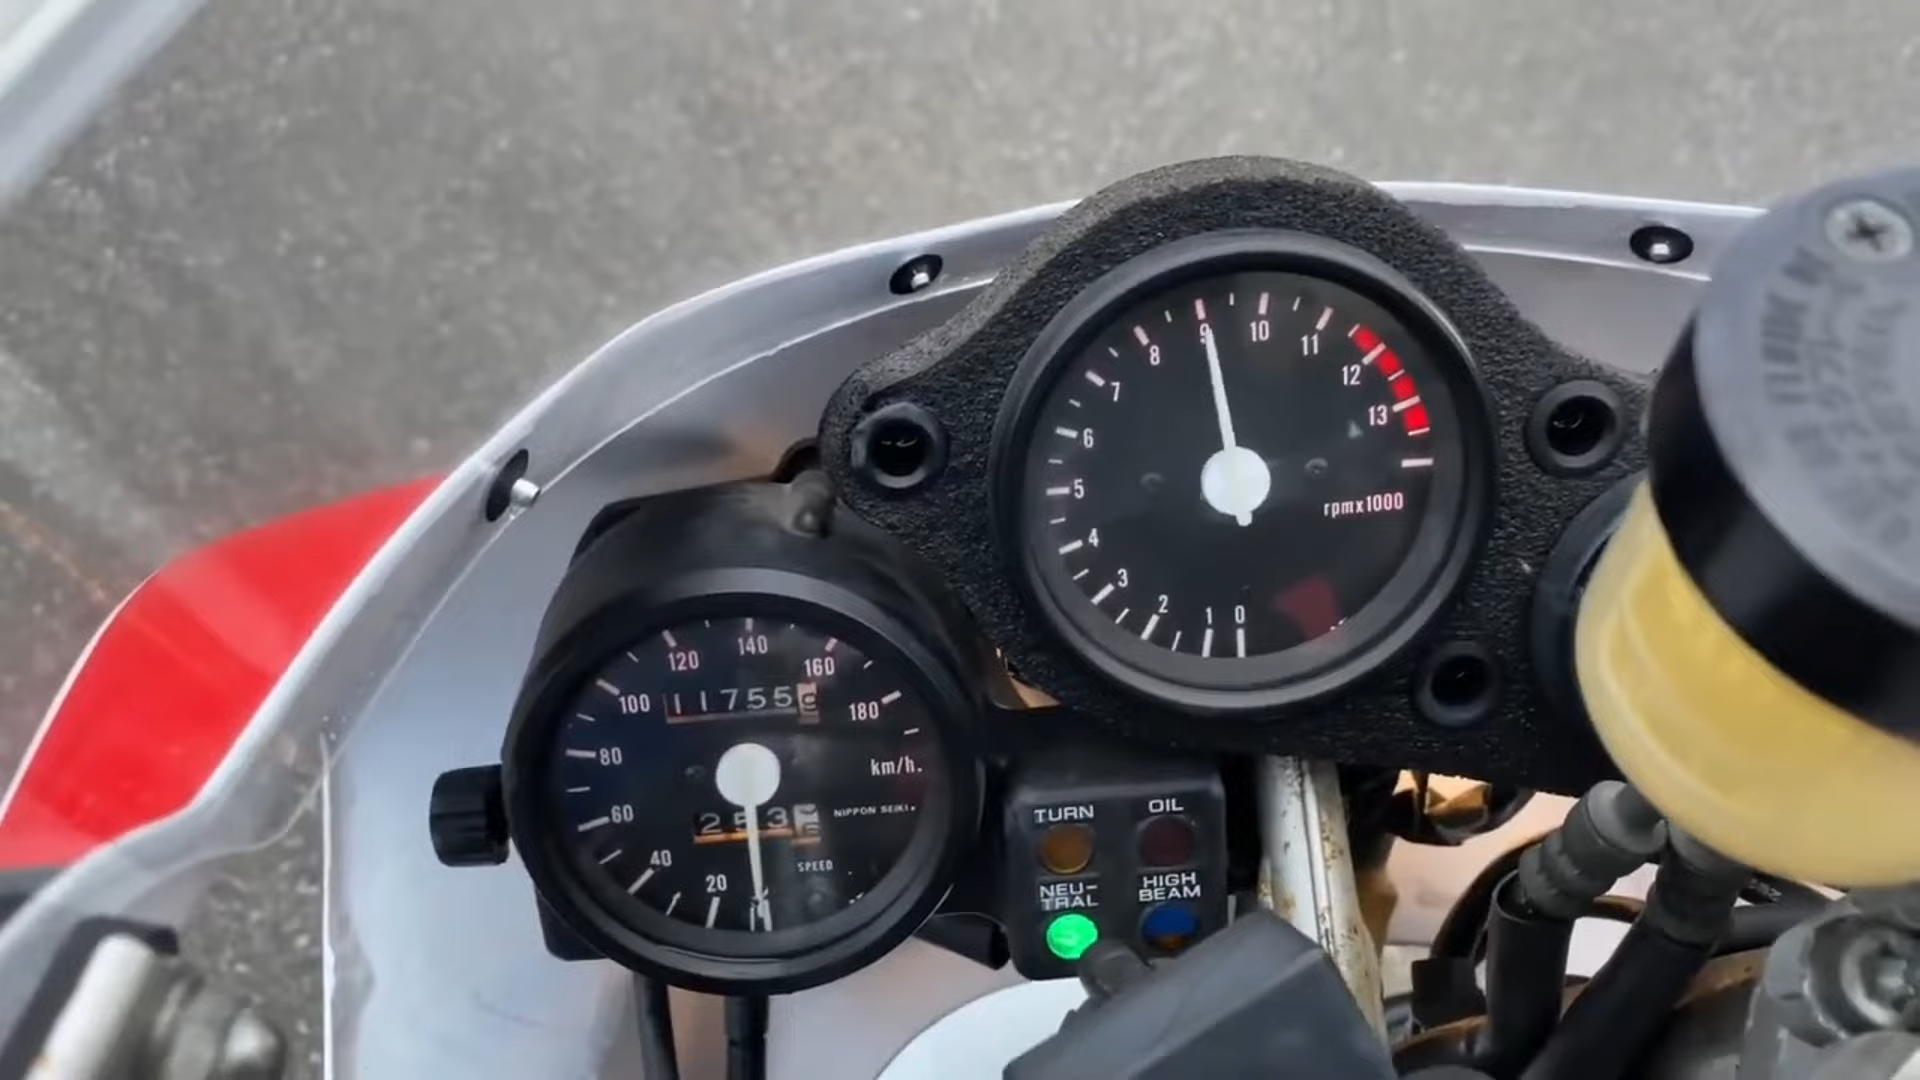 10
9
11
8
12
7
13
6
5
rpmx1000
4
3
2
1
0
140
120
160
100
11755
180
80
km/h.
60
NIPPON SEIKI.
253
40
SPEED
20
TURN
OIL
NEU-
TRAL
HIGH
BEAM